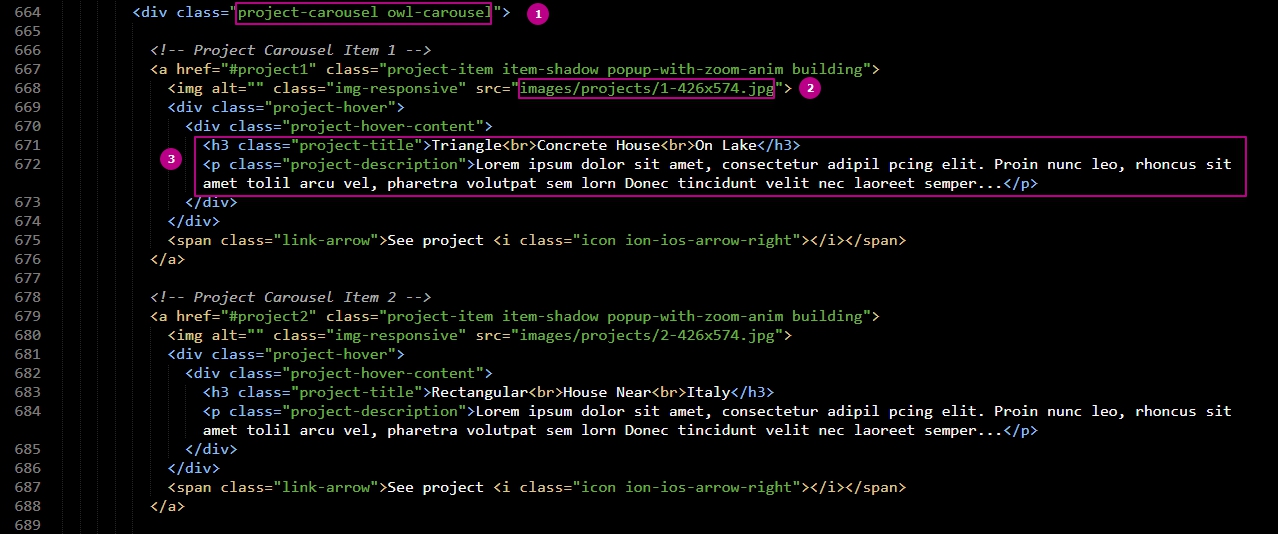 664 <div class="project-carousel owl-carousel"> 1
665
666 <!-- Project Carousel Item 1 -->
667 <a href="#project1" class="project-item item-shadow popup-with-zoom-anim building">
668 <img alt="" class="img-responsive" src="images/projects/1-426x574.jpg"> 2
669 <div class="project-hover">
670 <div class="project-hover-content">
671 <h3 class="project-title">Triangle<br>Concrete House<br>On Lake</h3>
3
672 <p class="project-description">Lorem ipsum dolor sit amet, consectetur adipil pcing elit. Proin nunc leo, rhoncus sit
amet tolil arcu vel, pharetra volutpat sem lorn Donec tincidunt velit nec laoreet semper...</p>
673 </div>
674 </div>
675 <span class="link-arrow">See project <i class="icon ion-ios-arrow-right"></i></span>
676 </a>
677
678 <!-- Project Carousel Item 2 -->
679 <a href="#project2" class="project-item item-shadow popup-with-zoom-anim building">
680 <img alt="" class="img-responsive" src="images/projects/2-426x574.jpg">
681 <div class="project-hover">
682 <div class="project-hover-content">
683 <h3 class="project-title">Rectangular<br>House Near<br>Italy</h3>
684 <p class="project-description">Lorem ipsum dolor sit amet, consectetur adipil pcing elit. Proin nunc leo, rhoncus sit
amet tolil arcu vel, pharetra volutpat sem lorn Donec tincidunt velit nec laoreet semper...</p>
685 </div>
686 </div>
687 <span class="link-arrow">See project <i class="icon ion-ios-arrow-right"></i></span>
688 </a>
689